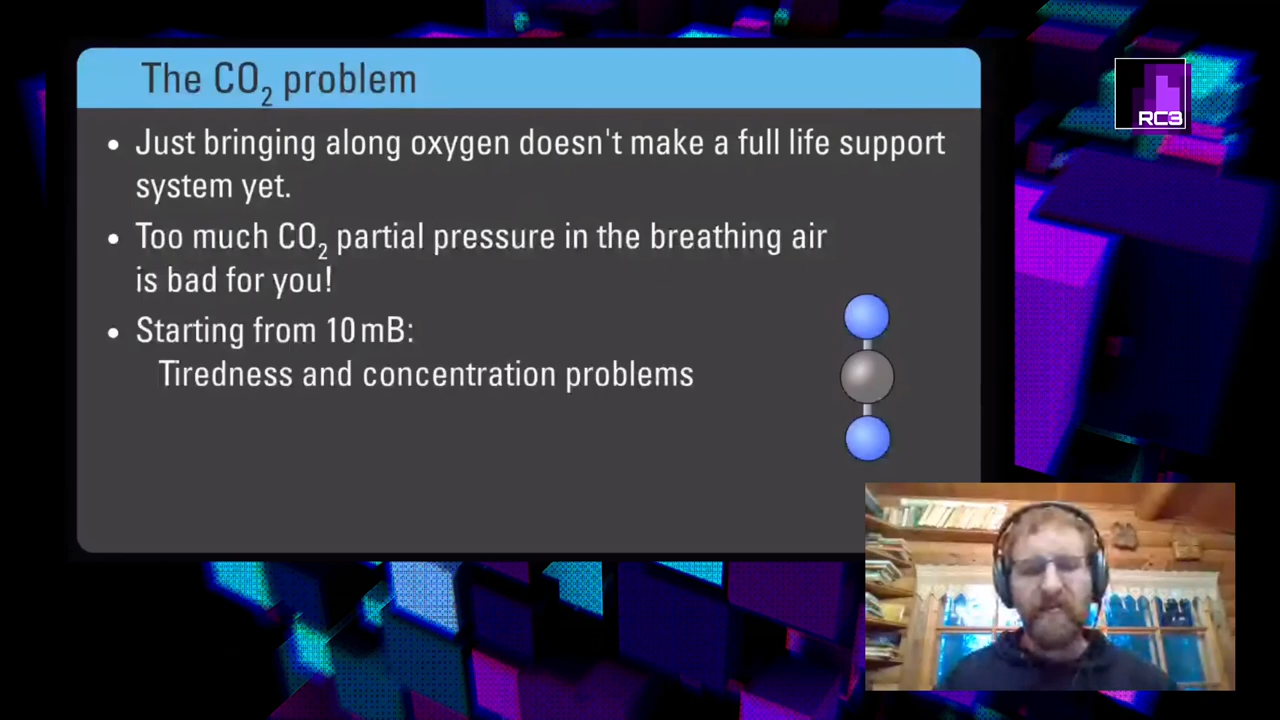 The CO₂ problem
RC3
• Just bringing along oxygen doesn't make a full life support
system yet.
• Too much CO₂ partial pressure in the breathing air
is bad for you!
• Starting from 10 mB:
Tiredness and concentration problems